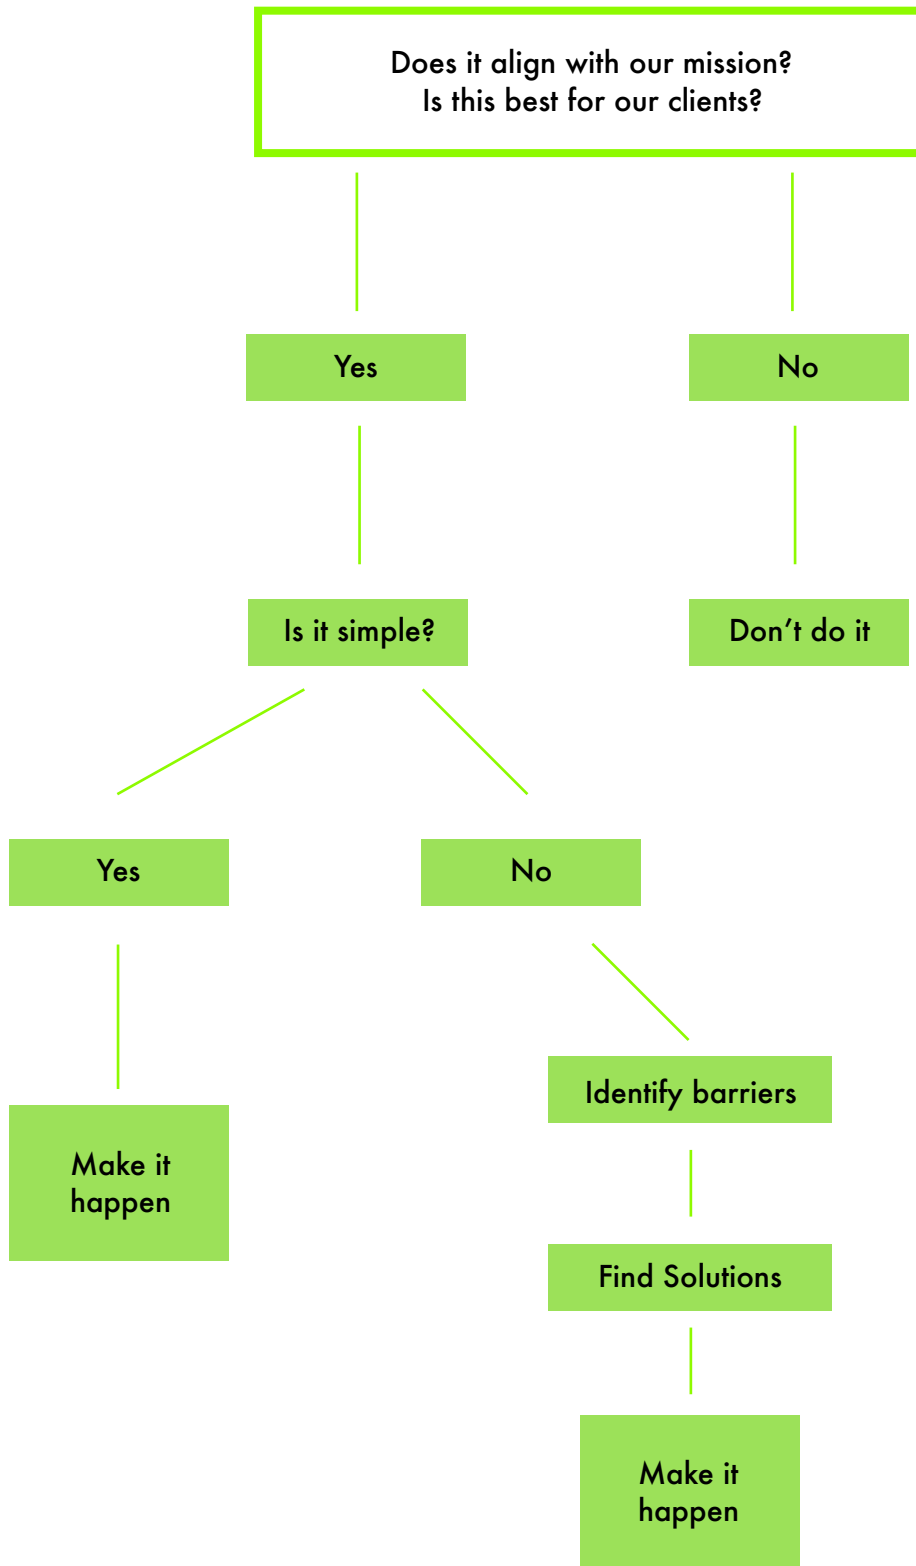 Does it align with our mission?
Is this best for our clients?
Yes
No
Is it simple?
Don’t do it
Yes
No
Identify barriers
Make it
happen
Find Solutions
Make it
happen